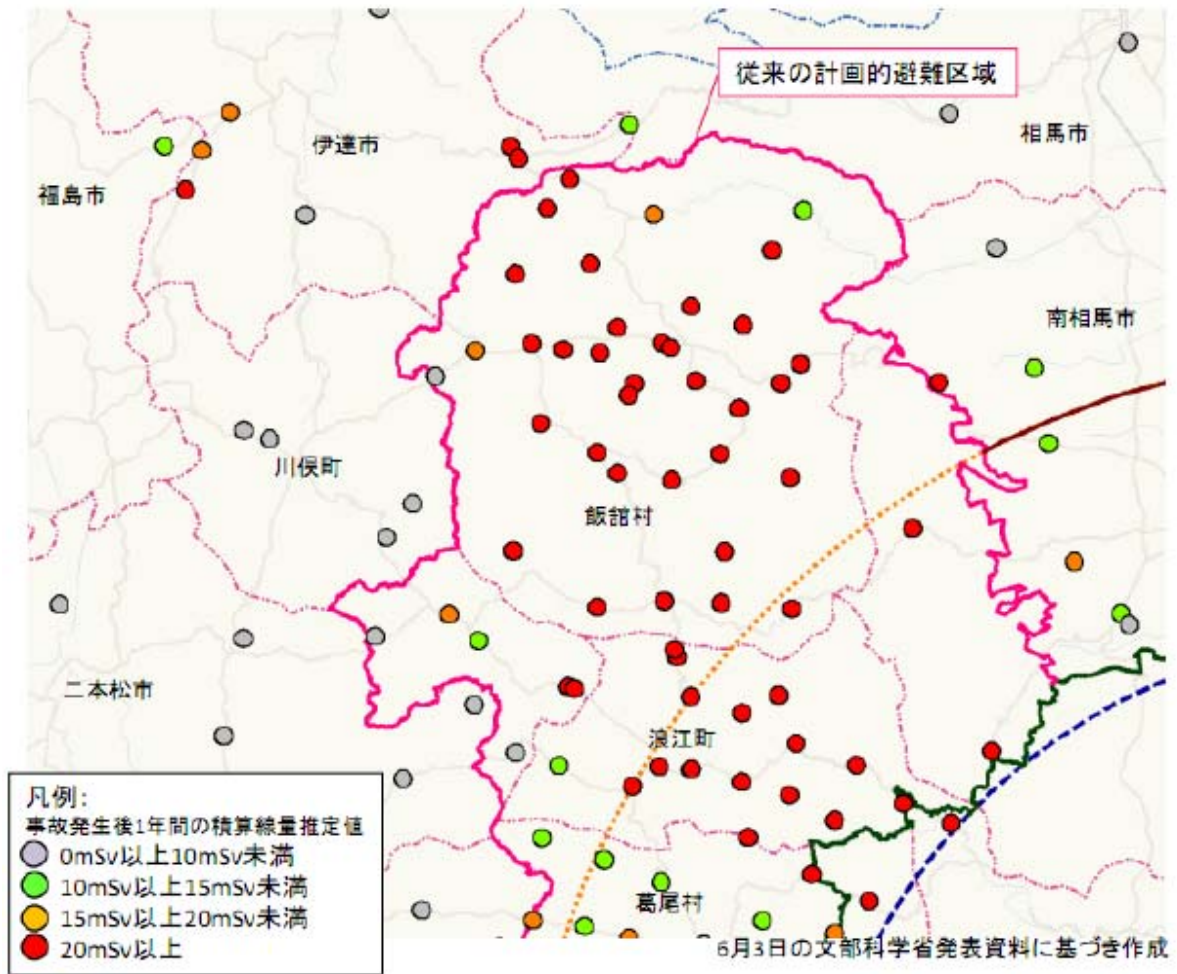 従来の計画的避難区域
相馬市
伊達市
福島市
南相馬市
川俣町
飯舘村
二本松市
浪江町
葛尾村
凡例:
事故発生後1年間の積算線量推定値
0mSv以上10mSv未満
10mSv以上15mSv未満
15mSv以上20mSv未満
20mSv以上
6月3日の文部科学省発表資料に基づき作成